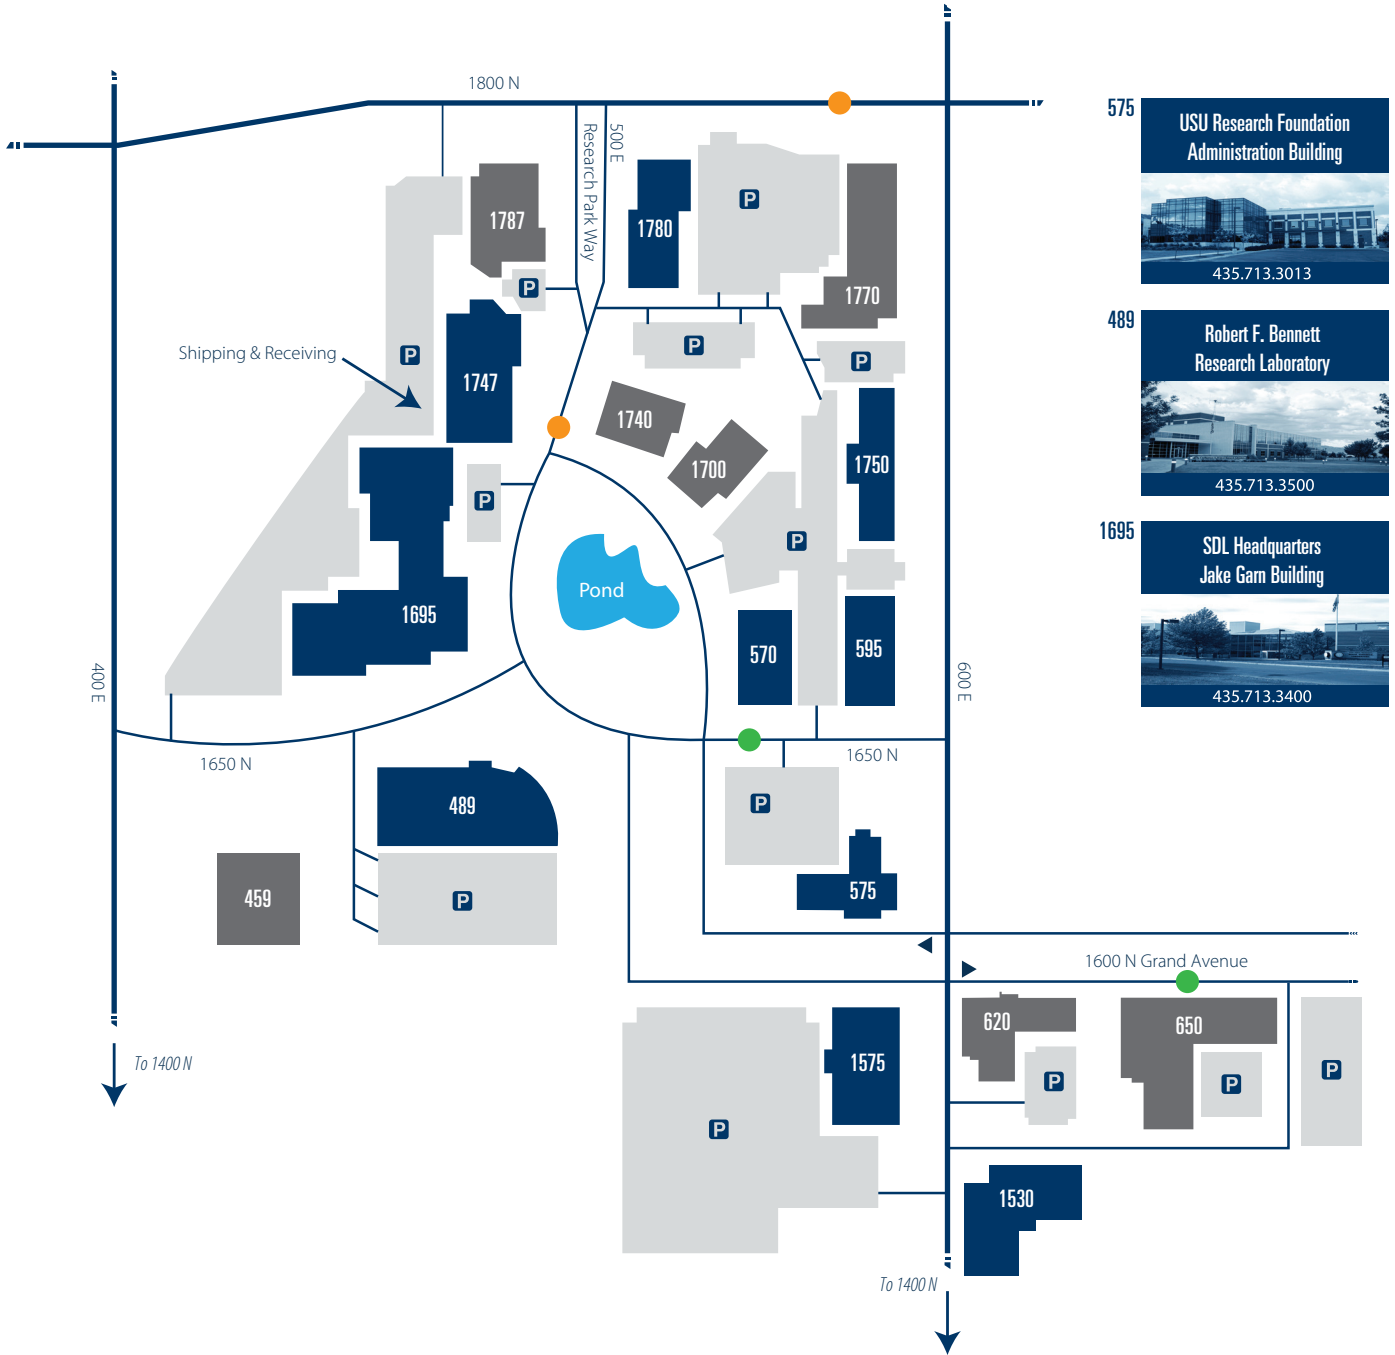 1800 N
575
USU Research Foundation
Administration Building
435.713.3013
500 E
Research Park Way
1787
1780
P
P
1770
489
Robert F. Bennett
Research Laboratory
435.713.3500
Shipping & Receiving
P
1747
P
P
1740
1700
1750
P
P
1695
SDL Headquarters
Jake Garn Building
435.713.3400
Pond
1695
570
595
400 E
600 E
1650 N
1650 N
489
P
575
459
P
1600 N Grand Avenue
620
650
To 1400 N
1575
P
P
P
P
1530
To 1400 N